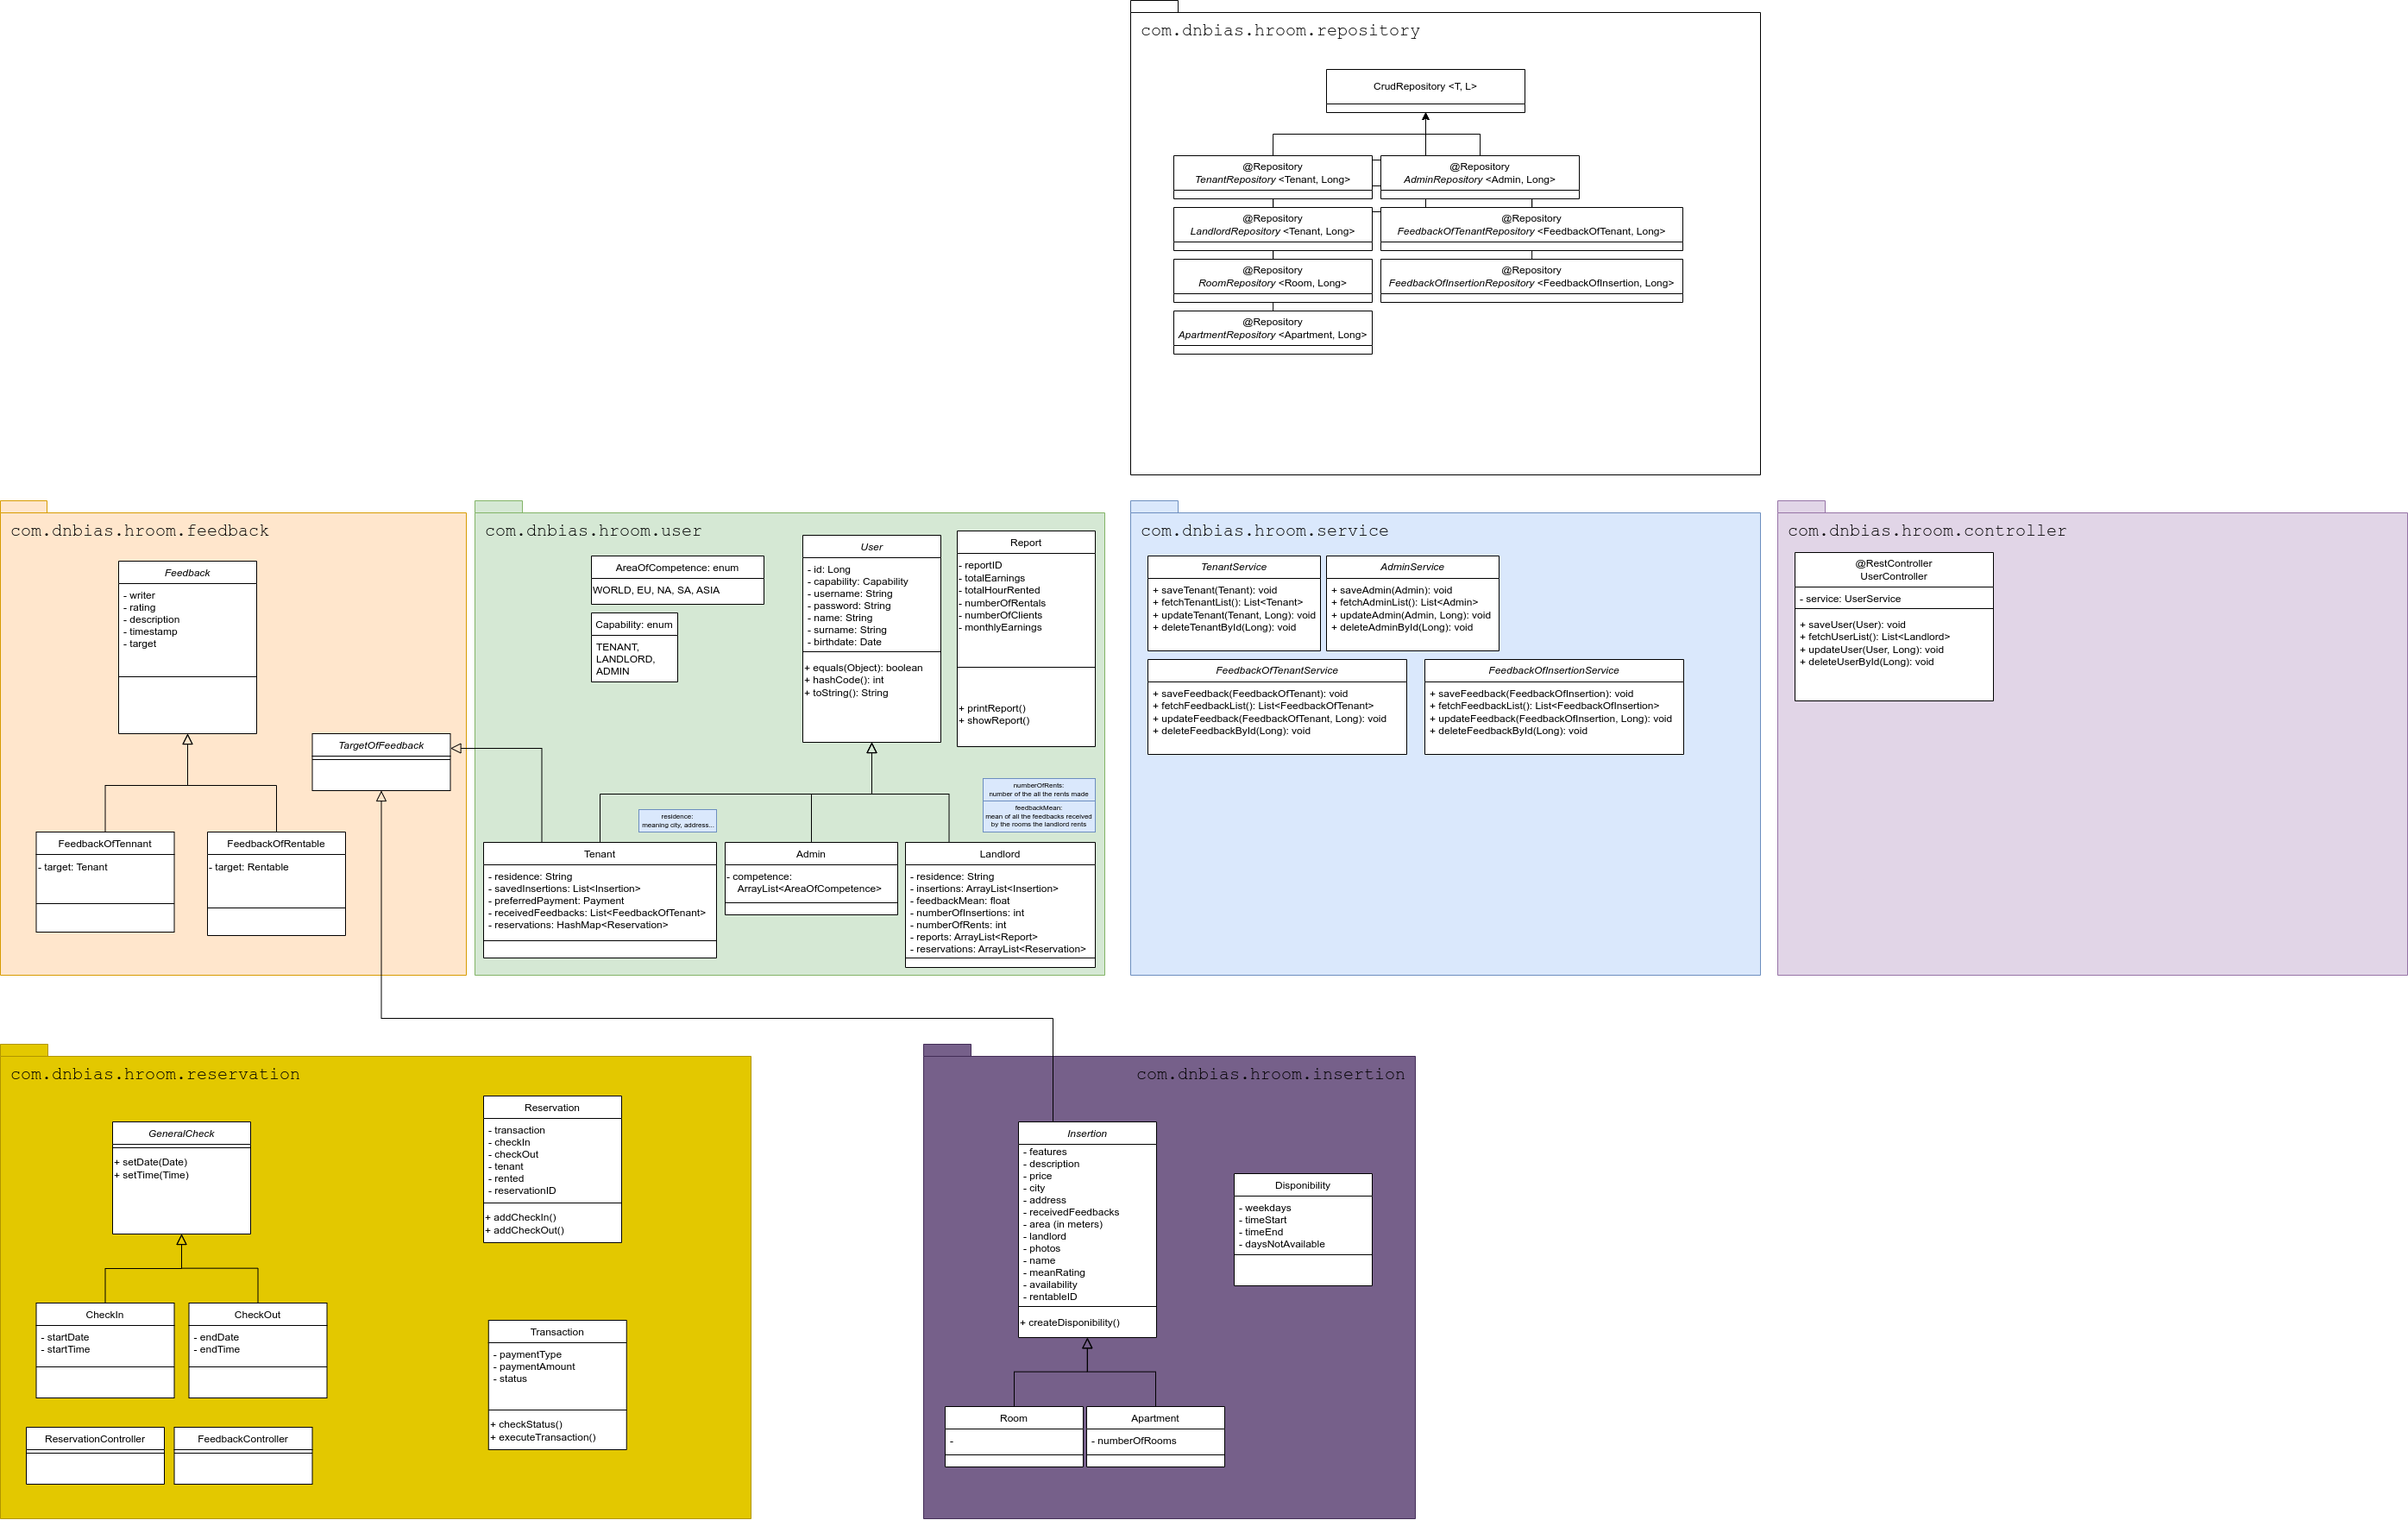 com.dnbias.hroom.repository
CrudRepository <T, L>
@Repository
TenantRepository <Tenant, Long>
@Repository
AdminRepository <Admin, Long>
@Repository
LandlordRepository <Tenant, Long>
@Repository
FeedbackOfTenantRepository <FeedbackOfTenant, Long>
@Repository
RoomRepository <Room, Long>
@Repository
FeedbackOfInsertionRepository <FeedbackOfInsertion, Long>
@Repository
ApartmentRepository <Apartment, Long>
com.dnbias.hroom.feedback
Feedback
- writer
- rating
- description
- timestamp
- target
TargetOfFeedback
FeedbackOfTennant
- target: Tenant
FeedbackOfRentable
- target: Rentable
com.dnbias.hroom.user
AreaOfCompetence: enum
WORLD, EU, NA, SA, ASIA
Capability: enum
TENANT,
LANDLORD,
ADMIN
User
- id: Long
- capability: Capability
- username: String
- password: String
- name: String
- surname: String
- birthdate: Date
+ equals(Object): boolean
+ hashCode(): int
+ toString(): String
Report
- reportID
- totalEarnings
- totalHourRented
- numberOfRentals
- numberOfClients
- monthlyEarnings
+ printReport()
+ showReport()
residence:
meaning city, address...
numberOfRents:
number of the all the rents made
feedbackMean:
mean of all the feedbacks received
by the rooms the landlord rents
Tenant
- residence: String
- savedInsertions: List<Insertion>
- preferredPayment: Payment
- receivedFeedbacks: List<FeedbackOfTenant>
- reservations: HashMap<Reservation>
Admin
- competence:
ArrayList<AreaOfCompetence>
Landlord
- residence: String
- insertions: ArrayList<Insertion>
- feedbackMean: float
- numberOfInsertions: int
- numberOfRents: int
- reports: ArrayList<Report>
- reservations: ArrayList<Reservation>
com.dnbias.hroom.service
TenantService
+ saveTenant(Tenant): void
+ fetchTenantList(): List<Tenant>
+ updateTenant(Tenant, Long): void
+ deleteTenantById(Long): void
AdminService
+ saveAdmin(Admin): void
+ fetchAdminList(): List<Admin>
+ updateAdmin(Admin, Long): void
+ deleteAdminById(Long): void
FeedbackOfTenantService
+ saveFeedback(FeedbackOfTenant): void
+ fetchFeedbackList(): List<FeedbackOfTenant>
+ updateFeedback(FeedbackOfTenant, Long): void
+ deleteFeedbackById(Long): void
FeedbackOfInsertionService
+ saveFeedback(FeedbackOfInsertion): void
+ fetchFeedbackList(): List<FeedbackOfInsertion>
+ updateFeedback(FeedbackOfInsertion, Long): void
+ deleteFeedbackById(Long): void
com.dnbias.hroom.controller
@RestController
UserController
- service: UserService
+ saveUser(User): void
+ fetchUserList(): List<Landlord>
+ updateUser(User, Long): void
+ deleteUserById(Long): void
com.dnbias.hroom.reservation
GeneralCheck
+ setDate(Date)
+ setTime(Time)
CheckIn
- startDate
- startTime
CheckOut
- endDate
- endTime
ReservationController
FeedbackController
Reservation
- transaction
- checkIn
- checkOut
- tenant
- rented
- reservationID
+ addCheckIn()
+ addCheckOut()
Transaction
- paymentType
- paymentAmount
- status
+ checkStatus()
+ executeTransaction()
com.dnbias.hroom.insertion
Insertion
- features
- description
- price
- city
- address
- receivedFeedbacks
- area (in meters)
- landlord
- photos
- name
- meanRating
- availability
- rentableID
+ createDisponibility()
Disponibility
- weekdays
- timeStart
- timeEnd
- daysNotAvailable
Room
-
Apartment
- numberOfRooms